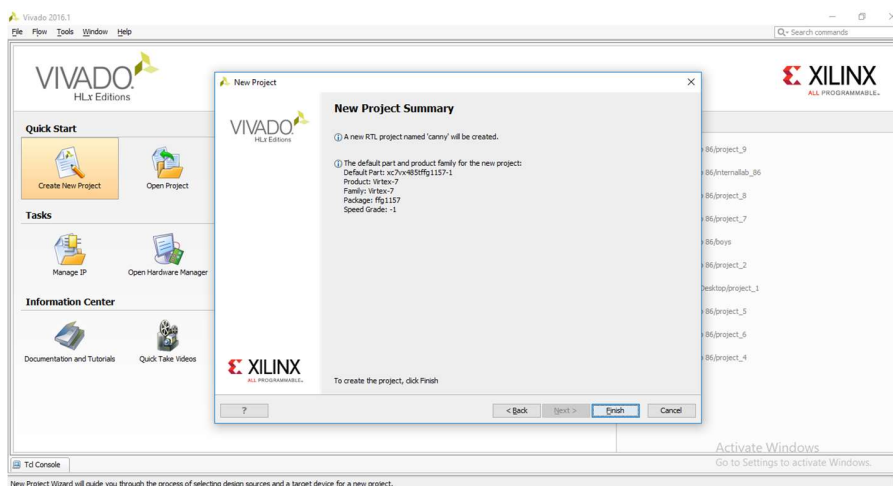 Vivado 2016.1
File Flow Tools Window Help
Search commands
VIVADO
HLx Editions
XILINX
ALL PROGRAMMABLE.
Quick Start
Create New Project
Open Project
Tasks
Manage IP
Open Hardware Manager
Information Center
Documentation and Tutorials
Quick Take Videos
New Project
VIVADO
HLx Editions
New Project Summary
A new RTL project named 'canny' will be created.
The default part and product family for the new project:
Default Part: xc7vx485tffg1157-1
Product: Virtex-7
Family: Virtex-7
Package: ffg1157
Speed Grade: -1
XILINX
ALL PROGRAMMABLE.
To create the project, click Finish
? < Back Next > Finish Cancel
86/project_9
86/internallab_86
86/project_8
86/project_7
86/boys
86/project_2
Desktop/project_1
86/project_5
86/project_6
86/project_4
Activate Windows
Go to Settings to activate Windows.
Tcl Console
New Project Wizard will guide you through the process of selecting design sources and a target device for a new project.